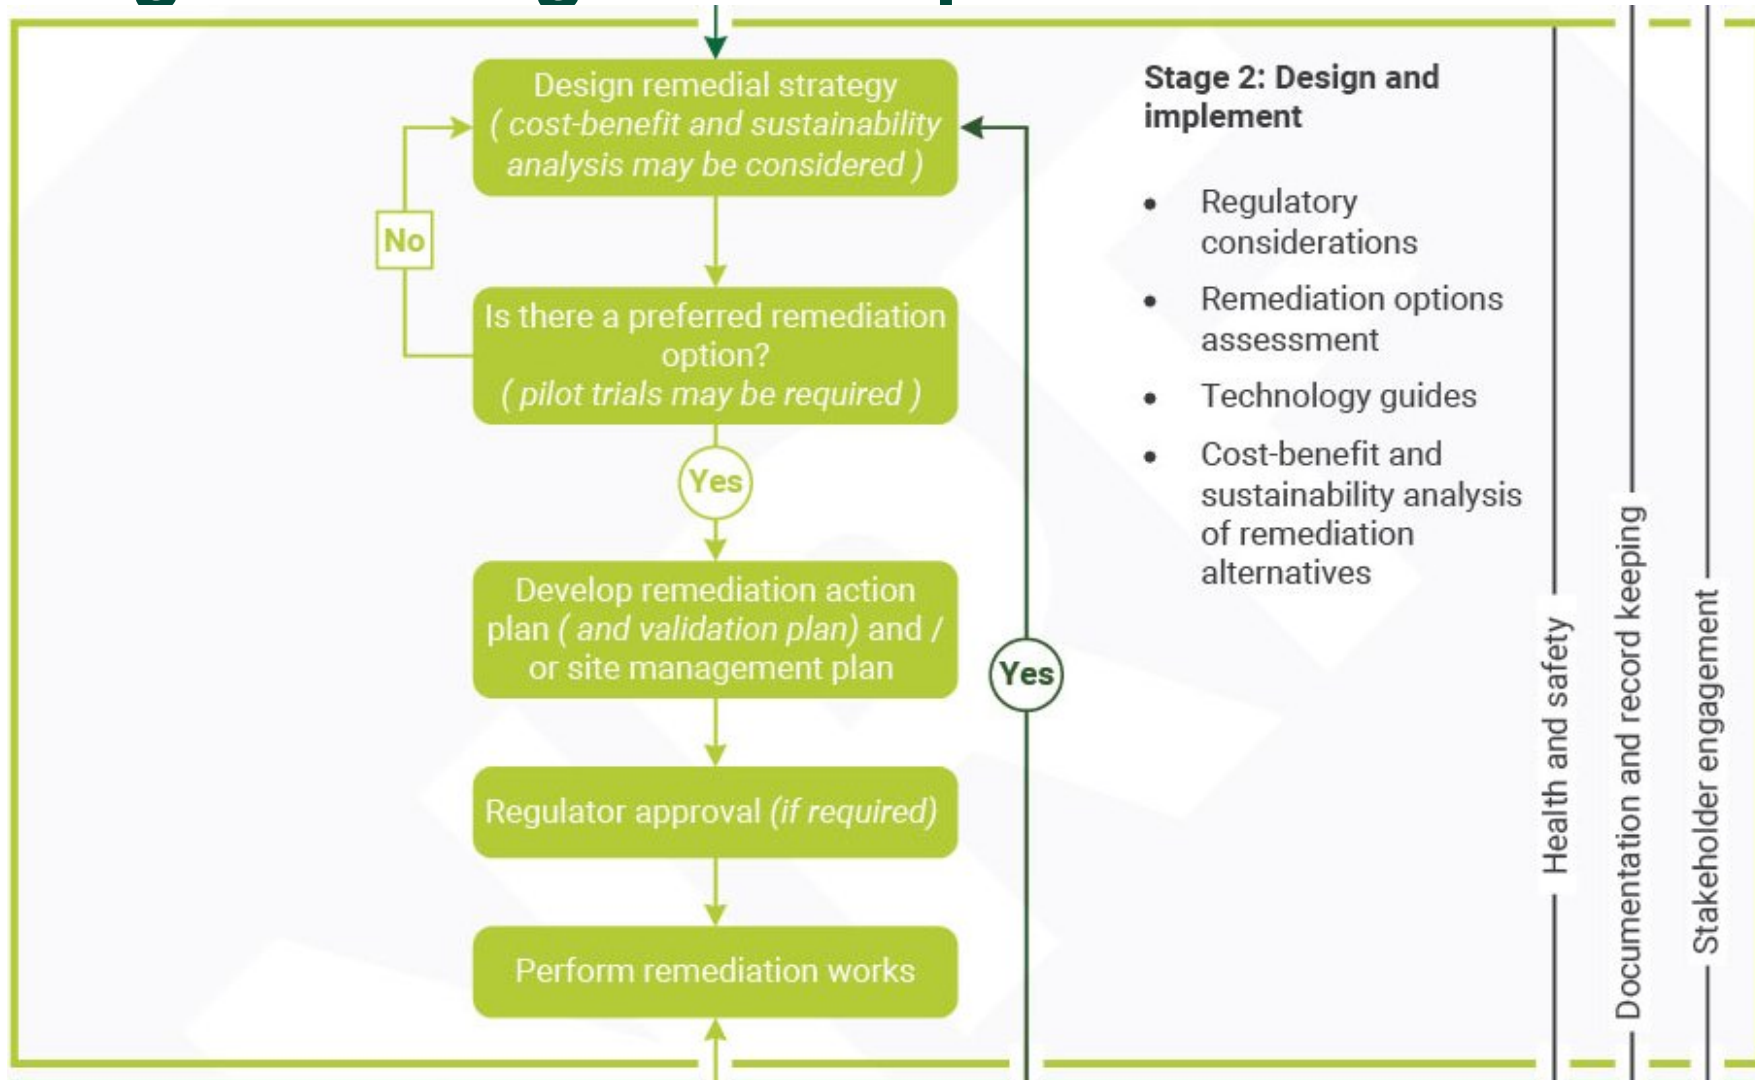 Design remedial strategy
( cost-benefit and sustainability
analysis may be considered )
No
Is there a preferred remediation
option?
( pilot trials may be required )
Yes
Develop remediation action
plan ( and validation plan) and /
or site management plan
Regulator approval (if required)
Perform remediation works
Yes
Stage 2: Design and
implement
• Regulatory
considerations
• Remediation options
assessment
• Technology guides
• Cost-benefit and
sustainability analysis
of remediation
alternatives
Health and safety
Documentation and record keeping
Stakeholder engagement